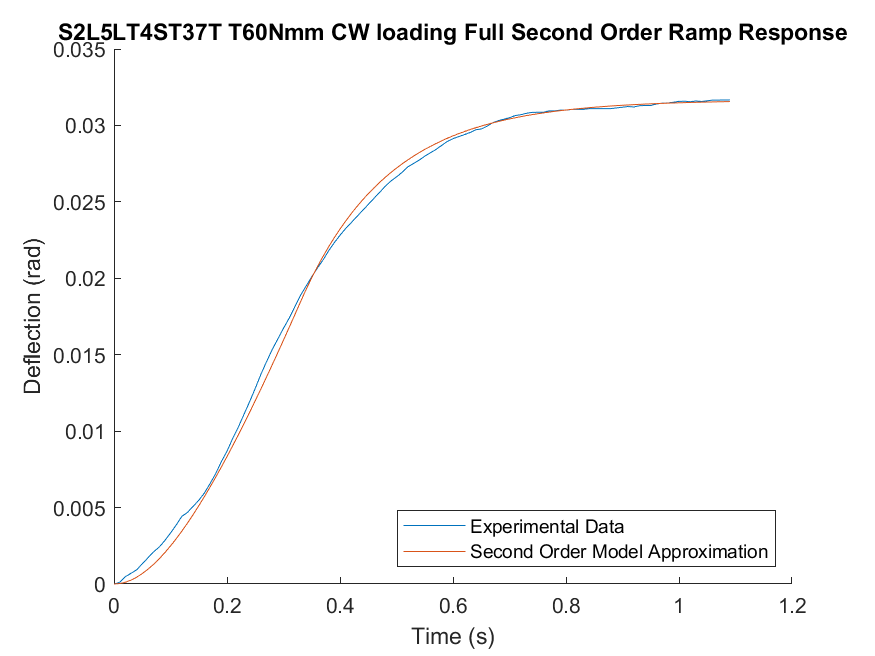 S2L5LT4ST37T T60Nmm CW loading Full Second Order Ramp Response
Deflection (rad)
0.035
0.03
0.025
0.02
0.015
0.01
0.005
0
0 0.2 0.4 0.6 0.8 1 1.2
Time (s)
Experimental Data
Second Order Model Approximation